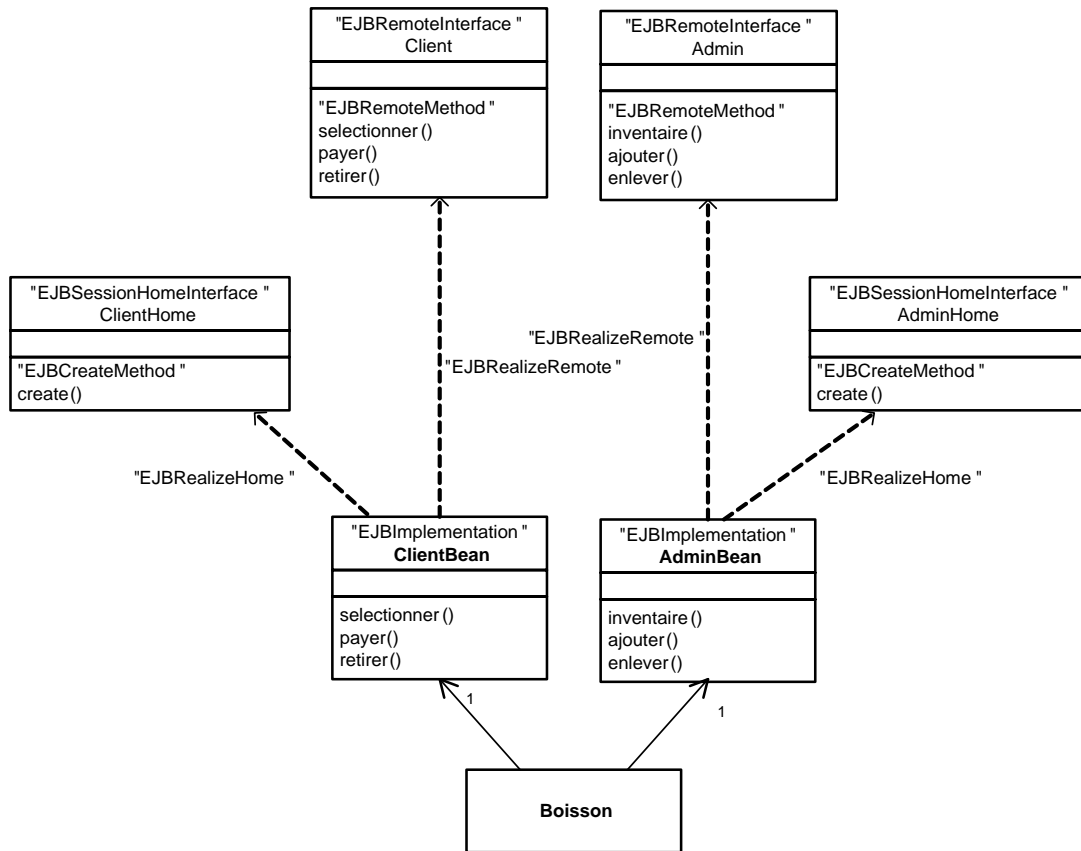 "EJBRemoteInterface "
Client
"EJBRemoteMethod "
selectionner()
payer()
retirer()
"EJBRemoteInterface "
Admin
"EJBRemoteMethod "
inventaire()
ajouter()
enlever()
"EJBSessionHomeInterface "
ClientHome
"EJBCreateMethod "
create()
"EJBSessionHomeInterface "
AdminHome
"EJBCreateMethod "
create()
"EJBRealizeRemote "
"EJBRealizeRemote "
"EJBRealizeHome "
"EJBRealizeHome "
"EJBImplementation "
ClientBean
selectionner()
payer()
retirer()
"EJBImplementation "
AdminBean
inventaire()
ajouter()
enlever()
1
1
Boisson